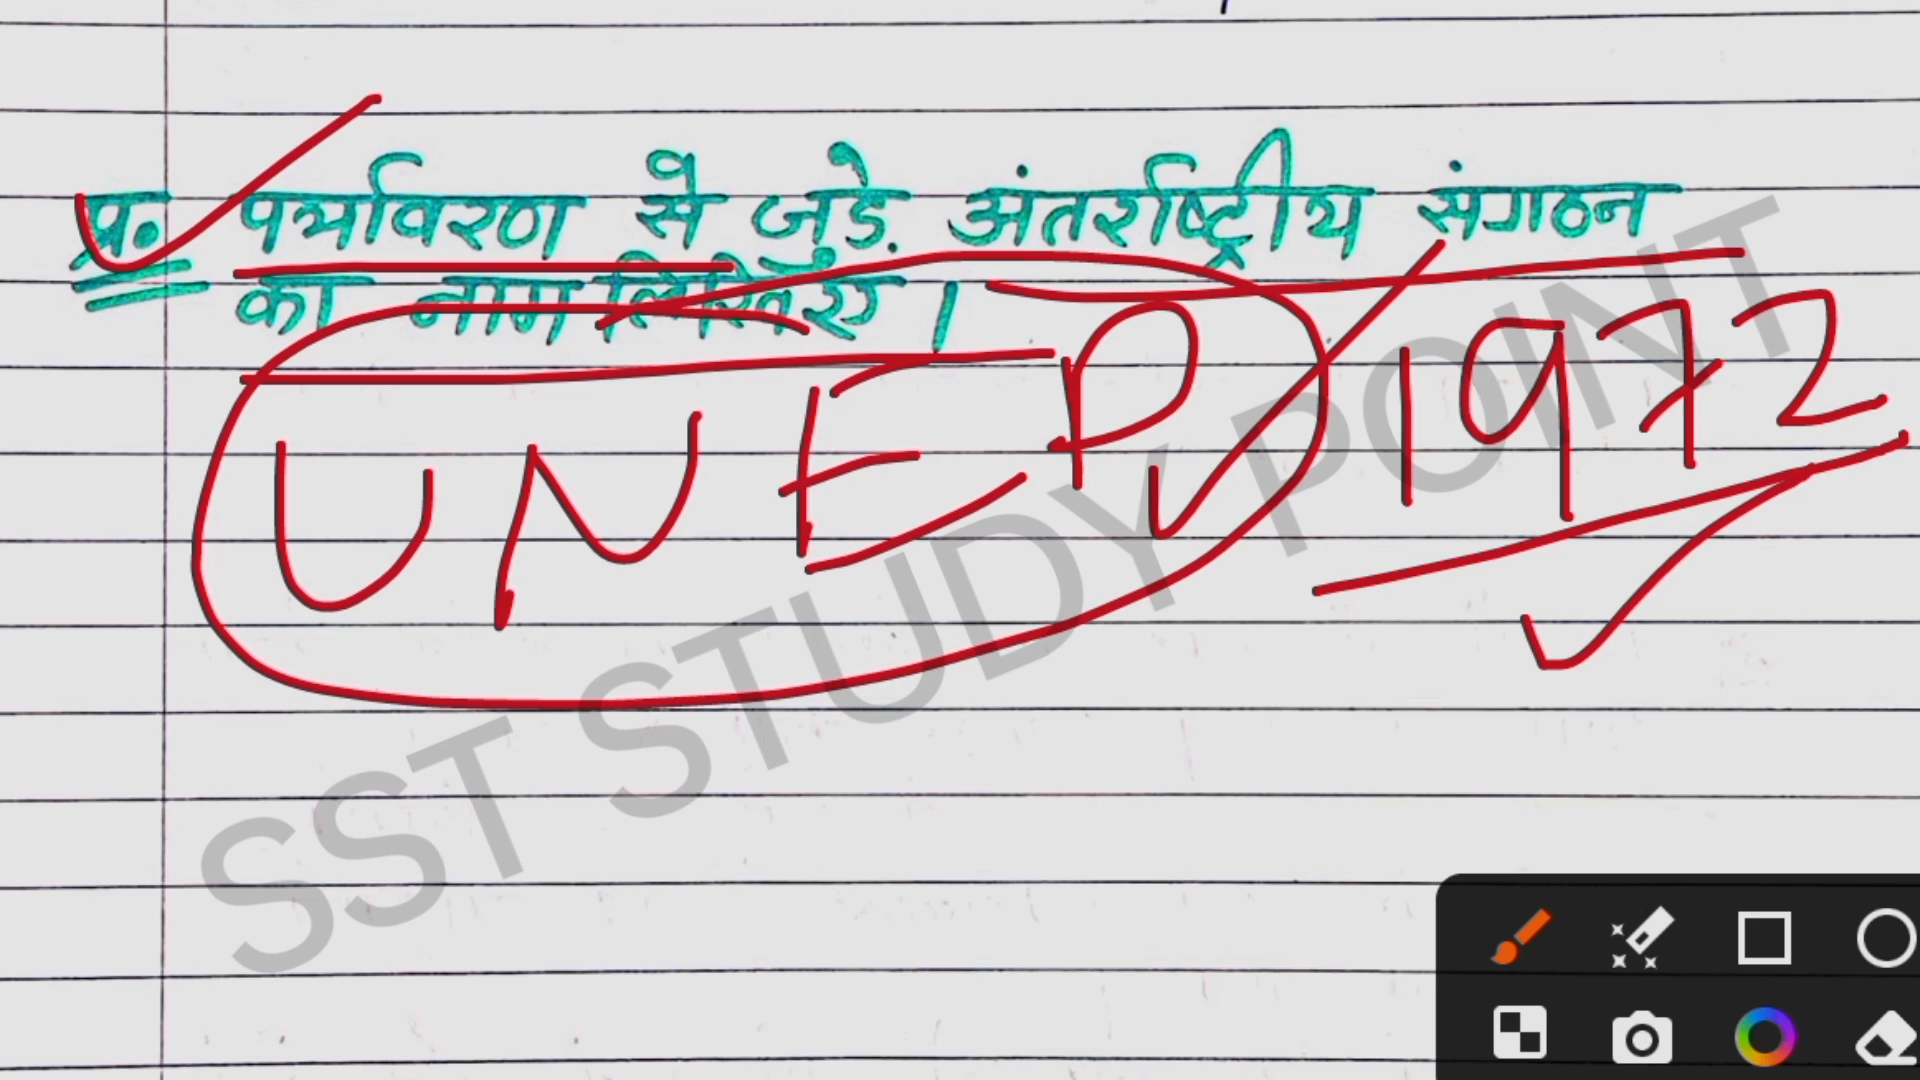 प्र. पर्यावरण से जुड़े अंतर्राष्ट्रीय संगठन
का नाम लिखिए।
UNEP 1972
SST STUDY POINT